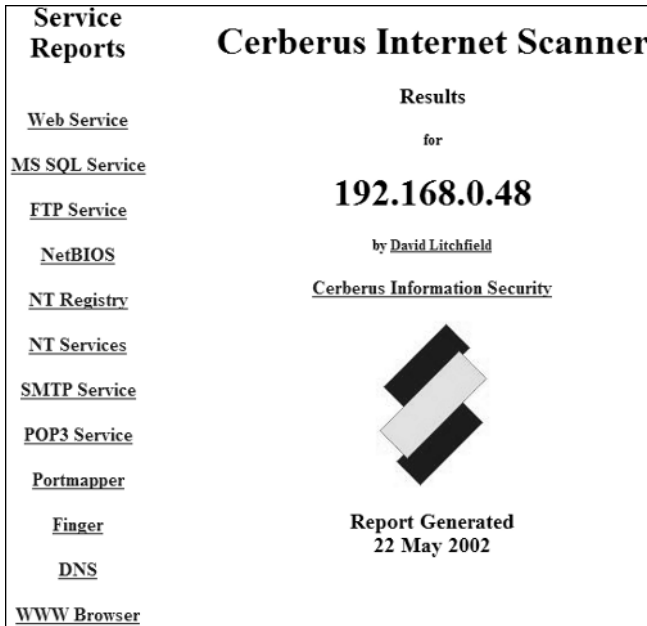 Service
Reports
Web Service
MS SQL Service
FTP Service
NetBIOS
NT Registry
NT Services
SMTP Service
POP3 Service
Portmapper
Finger
DNS
WWW Browser
Cerberus Internet Scanner
Results
for
192.168.0.48
by David Litchfield
Cerberus Information Security
Report Generated
22 May 2002